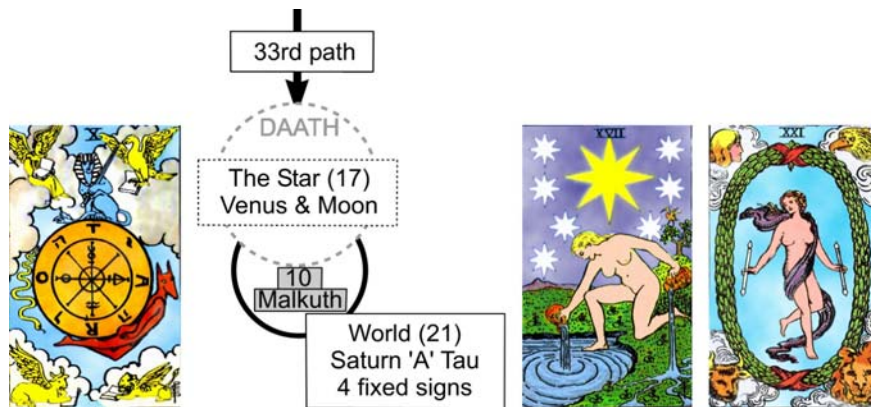 33rd path
X
DAATH
The Star (17)
Venus & Moon
10
Malkuth
World (21)
Saturn 'A' Tau
4 fixed signs
T
A
R
O
XVII
XXI